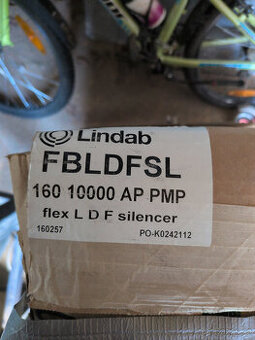 Lindab
FBLDFSL
160 10000 AP PMP
flex L D F silencer
160257 PO-K0242112